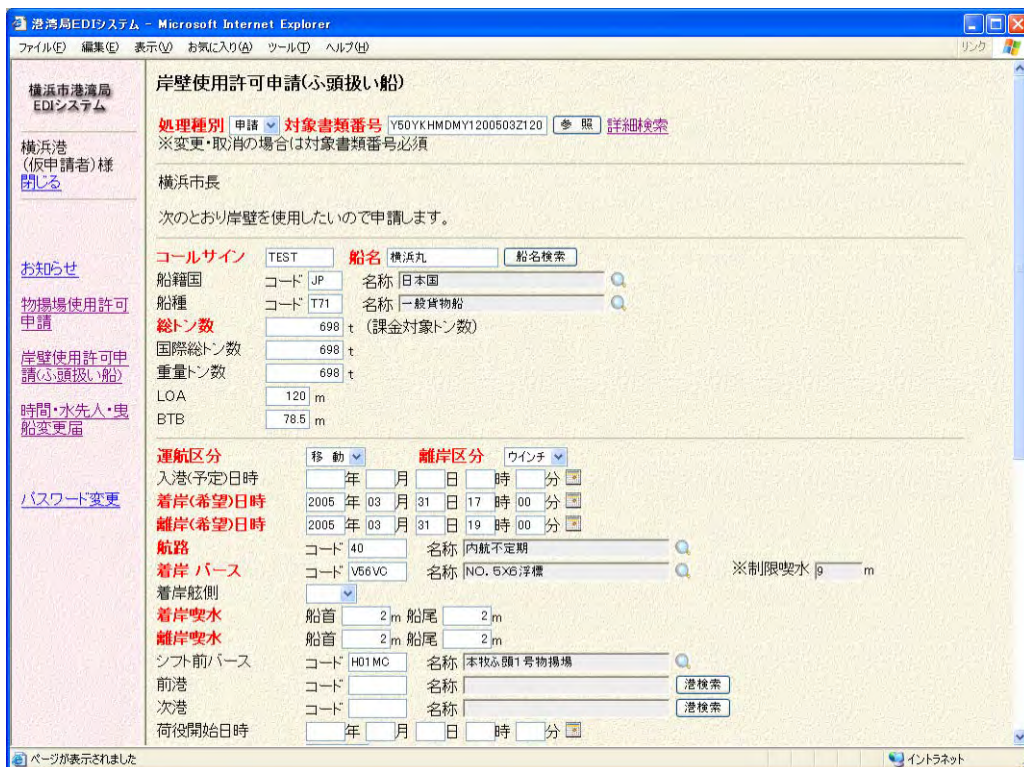 港湾局EDIシステム - Microsoft Internet Explorer
ファイル(F) 編集(E) 表示(V) お気に入り(A) ツール(T) ヘルプ(H) リンク
横浜市港湾局
EDIシステム
横浜港
(仮申請者)様
閉じる
お知らせ
物揚場使用許可
申請
岸壁使用許可申
請(ふ頭扱い船)
時間・水先人・曳
船変更届
パスワード変更
岸壁使用許可申請(ふ頭扱い船)
処理種別 申請 対象書類番号 Y50YKHMDMY1200503Z120 参 照 詳細検索
※変更・取消の場合は対象書類番号必須
横浜市長
次のとおり岸壁を使用したいので申請します。
コールサイン TEST 船名 横浜丸 船名検索
船籍国 コード JP 名称 日本国
船種 コード T71 名称 一般貨物船
総トン数 698 t (課金対象トン数)
国際総トン数 698 t
重量トン数 698 t
LOA 120 m
BTB 78.5 m
運航区分 移 動 離岸区分 ウインチ
入港(予定)日時 年 月 日 時 分
着岸(希望)日時 2005 年 03 月 31 日 17 時 00 分
離岸(希望)日時 2005 年 03 月 31 日 19 時 00 分
航路 コード 40 名称 内航不定期
着岸 バース コード V56VC 名称 NO.5X6浮標 ※制限喫水 9 m
着岸舷側
着岸喫水 船首 2 m 船尾 2 m
離岸喫水 船首 2 m 船尾 2 m
シフト前バース コード H01MC 名称 本牧ふ頭1号物揚場
前港 コード 名称 港検索
次港 コード 名称 港検索
荷役開始日時 年 月 日 時 分
ページが表示されました イントラネット